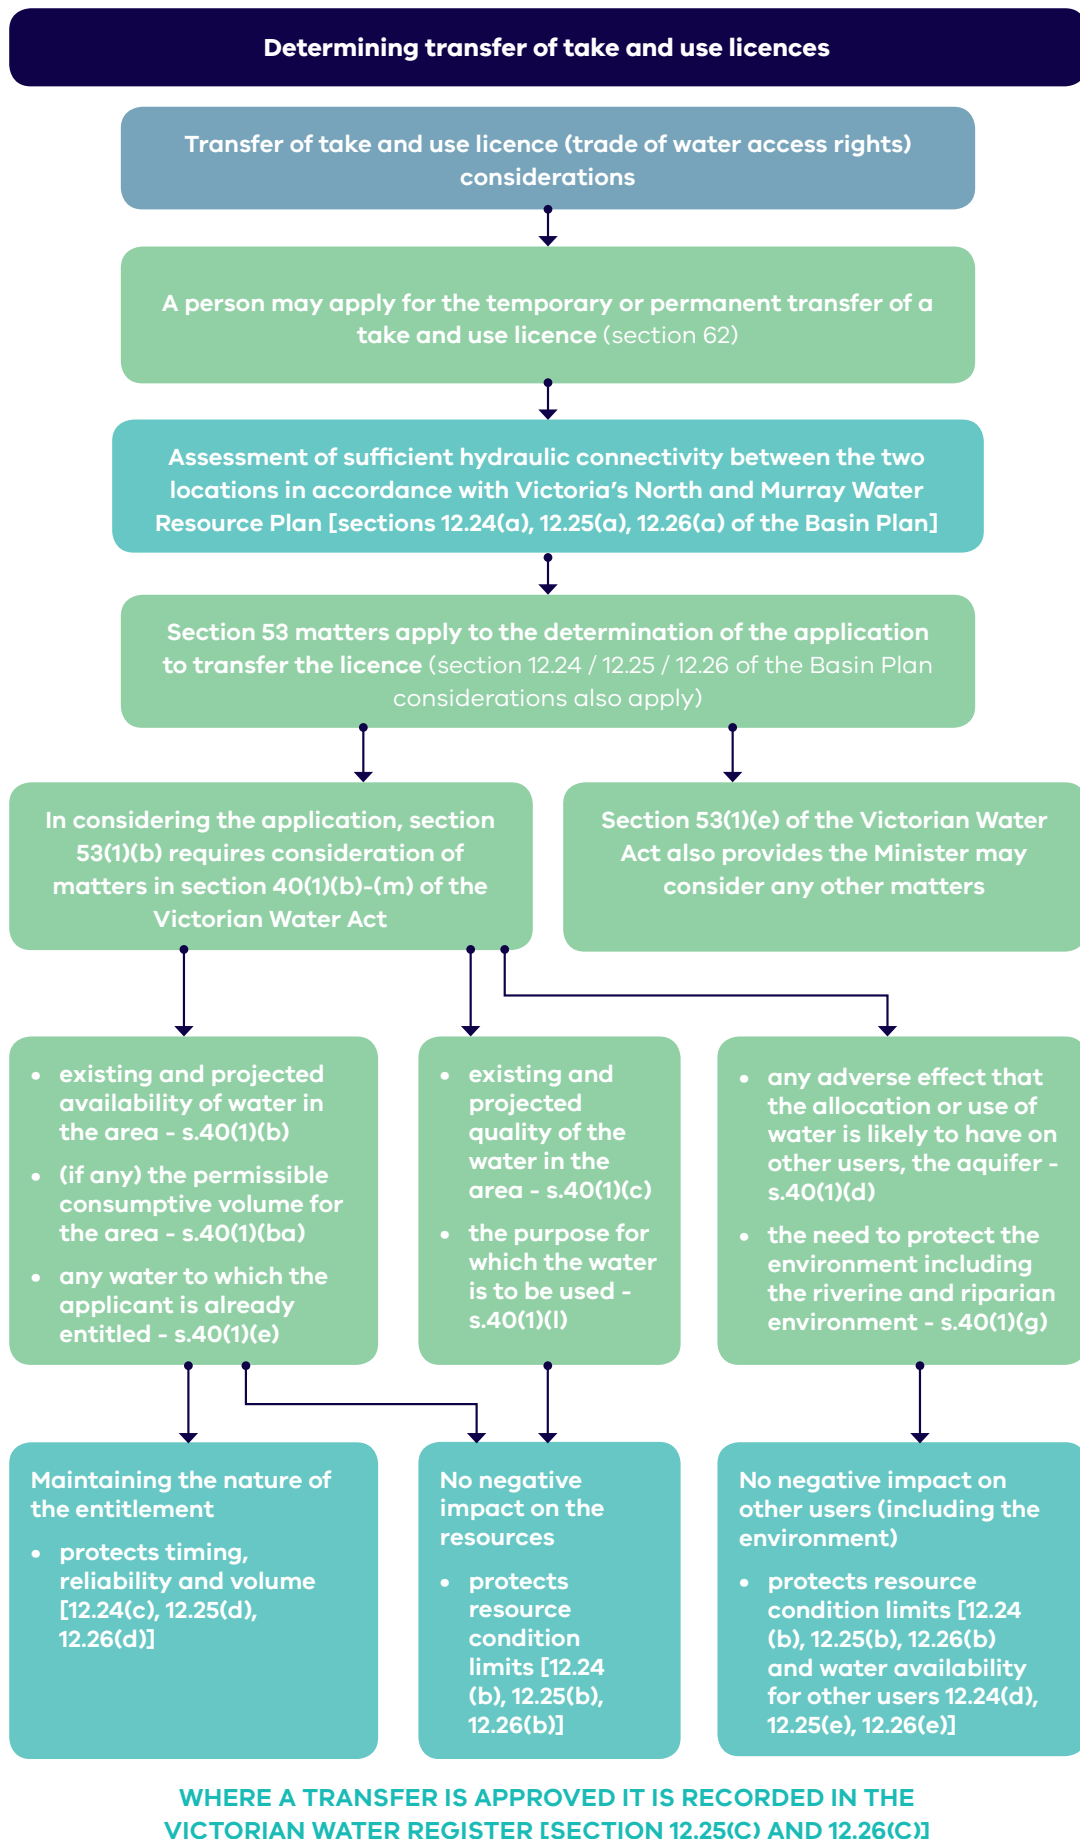 Determining transfer of take and use licences
Transfer of take and use licence (trade of water access rights)
considerations
A person may apply for the temporary or permanent transfer of a
take and use licence (section 62)
Assessment of sufficient hydraulic connectivity between the two
locations in accordance with Victoria's North and Murray Water
Resource Plan [sections 12.24(a), 12.25(a), 12.26(a) of the Basin Plan]
Section 53 matters apply to the determination of the application
to transfer the licence (section 12.24 / 12.25 / 12.26 of the Basin Plan
considerations also apply)
In considering the application, section
53(1)(b) requires consideration of
matters in section 40(1)(b)-(m) of the
Victorian Water Act
Section 53(1)(e) of the Victorian Water
Act also provides the Minister may
consider any other matters
• existing and projected
availability of water in
the area - s.40(1)(b)
• (if any) the permissible
consumptive volume for
the area - s.40(1)(ba)
• any water to which the
applicant is already
entitled - s.40(1)(e)
• existing and
projected
quality of the
water in the
area - s.40(1)(c)
• the purpose for
which the water
is to be used -
s.40(1)(l)
• any adverse effect that
the allocation or use of
water is likely to have on
other users, the aquifer -
s.40(1)(d)
• the need to protect the
environment including
the riverine and riparian
environment - s.40(1)(g)
Maintaining the nature of
the entitlement
• protects timing,
reliability and volume
[12.24(c), 12.25(d),
12.26(d)]
No negative
impact on the
resources
• protects
resource
condition
limits [12.24
(b), 12.25(b),
12.26(b)]
No negative impact on
other users (including the
environment)
• protects resource
condition limits [12.24
(b), 12.25(b), 12.26(b)
and water availability
for other users 12.24(d),
12.25(e), 12.26(e)]
WHERE A TRANSFER IS APPROVED IT IS RECORDED IN THE
VICTORIAN WATER REGISTER [SECTION 12.25(C) AND 12.26(C)]